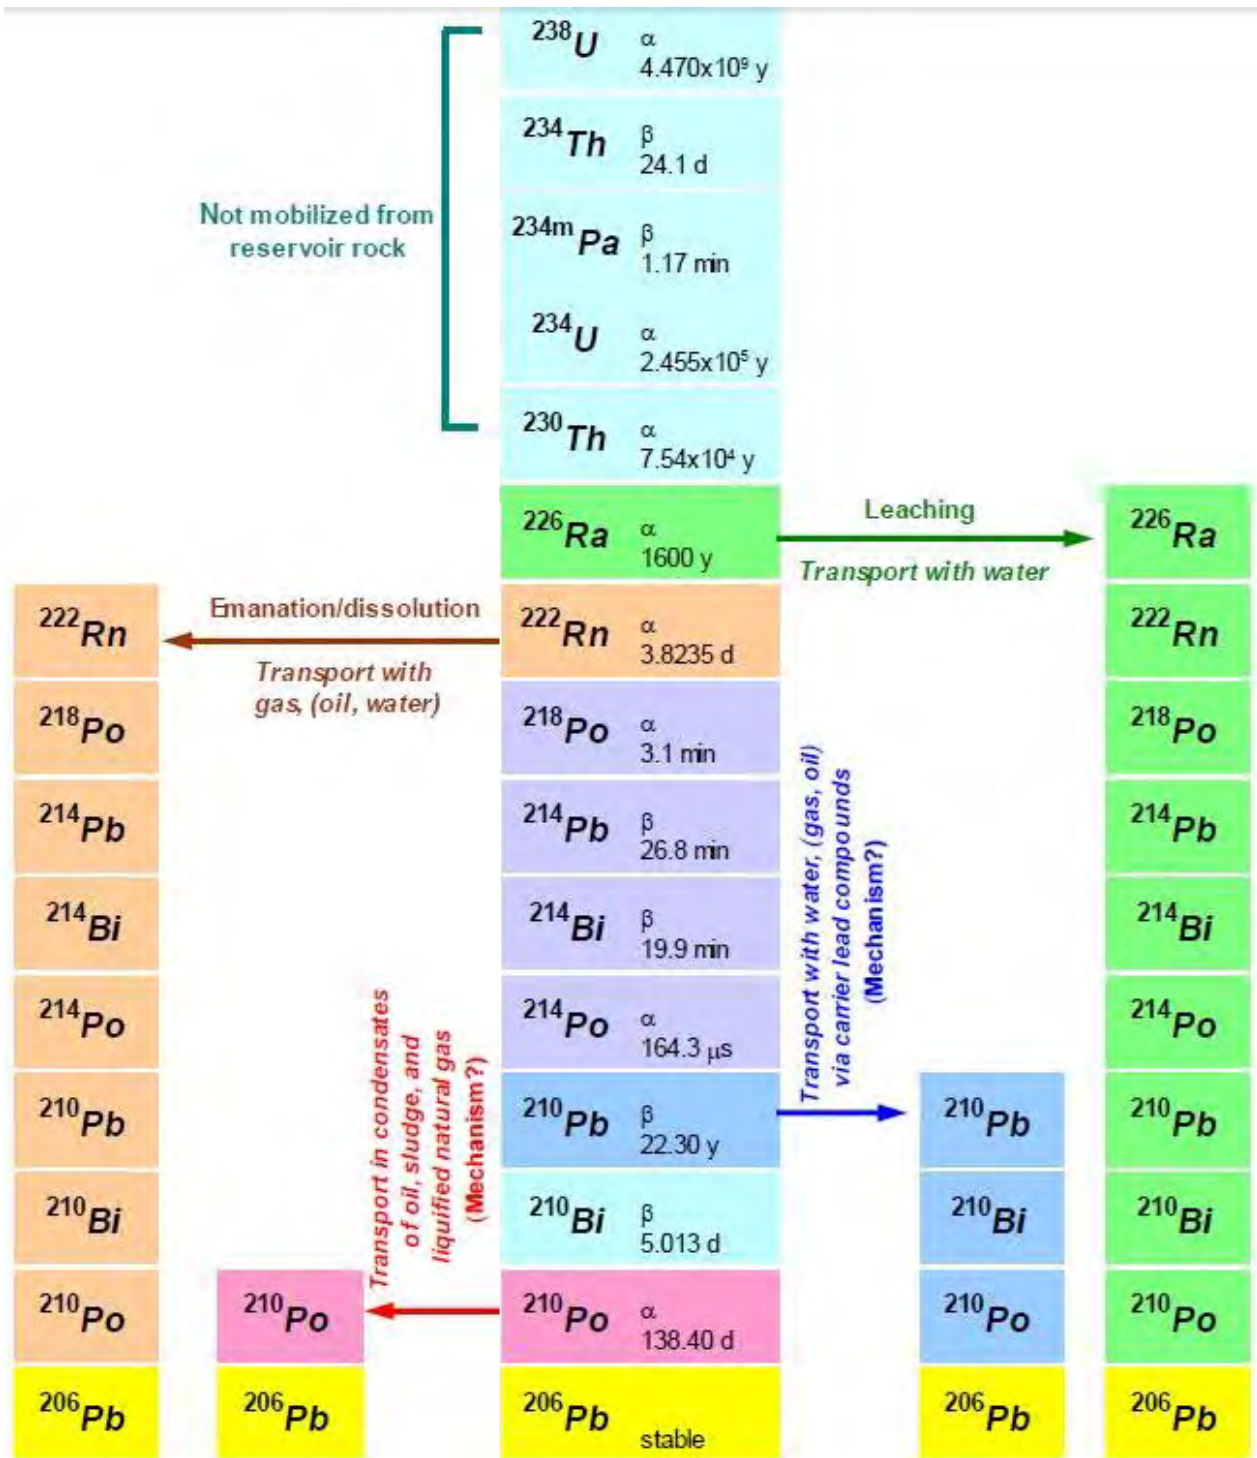 ²³⁸U α
4.470x10⁹ y
²³⁴Th β
24.1 d
Not mobilized from
reservoir rock
²³⁴ᵐPa β
1.17 min
²³⁴U α
2.455x10⁵ y
²³⁰Th α
7.54x10⁴ y
²²⁶Ra α
1600 y
Leaching
Transport with water
²²⁶Ra
²²²Rn
Emanation/dissolution
Transport with
gas, (oil, water)
²²²Rn α
3.8235 d
²²²Rn
²¹⁸Po
²¹⁸Po α
3.1 min
²¹⁸Po
²¹⁴Pb
²¹⁴Pb β
26.8 min
Transport with water, (gas, oil)
via carrier lead compounds
(Mechanism?)
²¹⁴Pb
²¹⁴Bi
²¹⁴Bi β
19.9 min
²¹⁴Bi
²¹⁴Po
Transport in condensates
of oil, sludge, and
liquified natural gas
(Mechanism?)
²¹⁴Po α
164.3 μs
²¹⁴Po
²¹⁰Pb
²¹⁰Pb β
22.30 y
²¹⁰Pb
²¹⁰Pb
²¹⁰Bi
²¹⁰Bi β
5.013 d
²¹⁰Bi
²¹⁰Bi
²¹⁰Po
²¹⁰Po
²¹⁰Po α
138.40 d
²¹⁰Po
²¹⁰Po
²⁰⁶Pb
²⁰⁶Pb
²⁰⁶Pb
stable
²⁰⁶Pb
²⁰⁶Pb